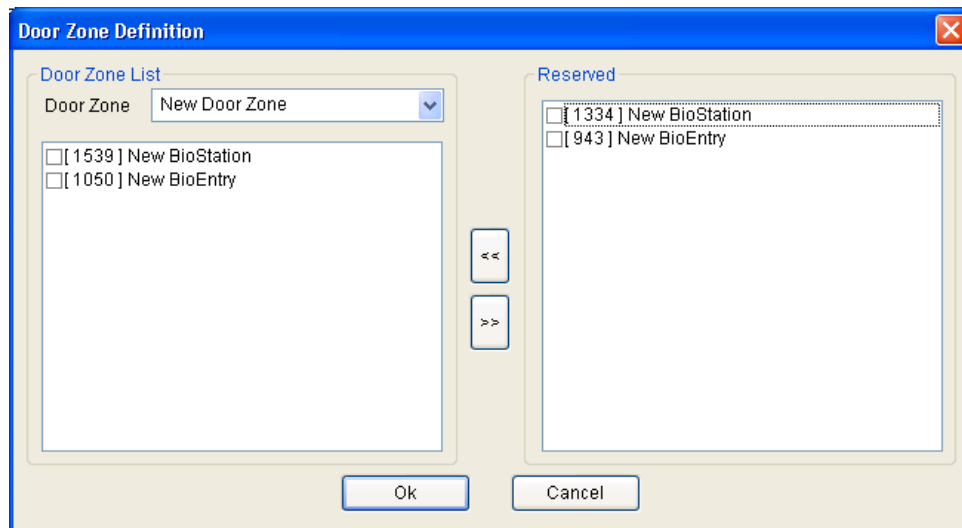 Door Zone Definition
Door Zone List
Door Zone New Door Zone
[ 1539 ] New BioStation
[ 1050 ] New BioEntry
<<
>>
Reserved
[ 1334 ] New BioStation
[ 943 ] New BioEntry
Ok
Cancel